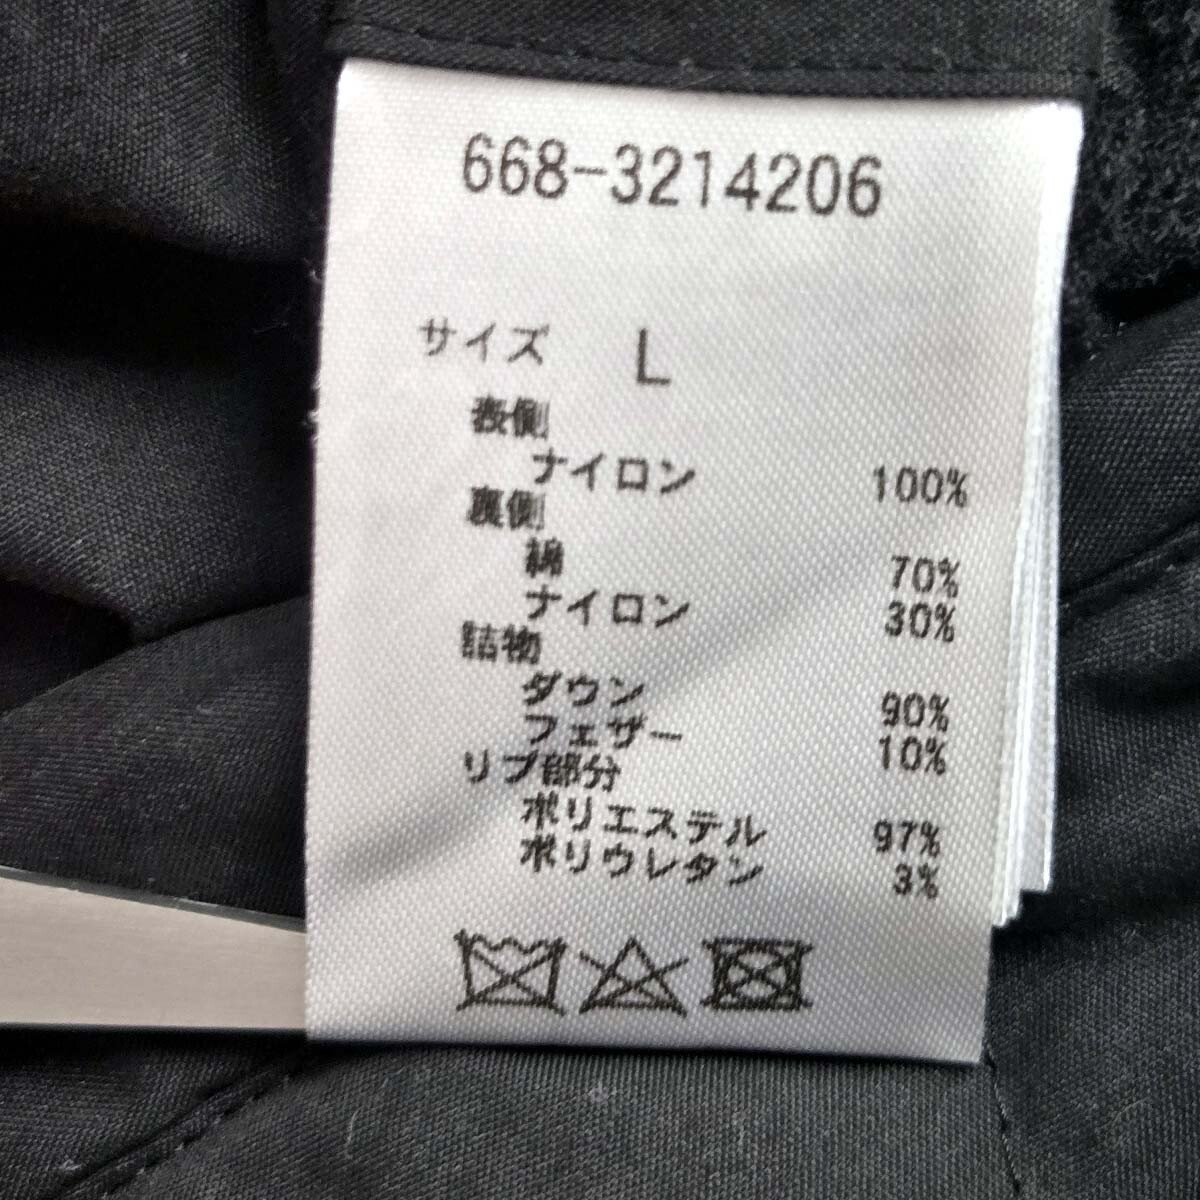 668-3214206
サイズ L
表側
ナイロン 100%
裏側
綿 70%
ナイロン 30%
詰物
ダウン 90%
フェザー 10%
リブ部分
ポリエステル 97%
ポリウレタン 3%